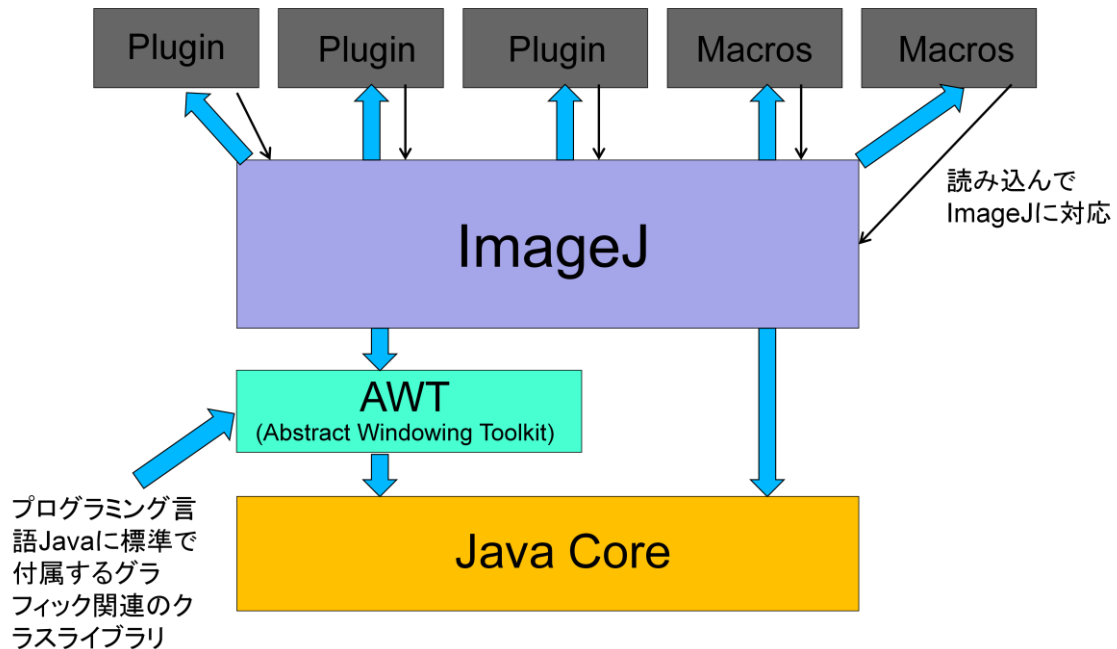 Plugin
Plugin
Plugin
Macros
Macros
読み込んで
ImageJに対応
ImageJ
AWT
(Abstract Windowing Toolkit)
プログラミング言
語Javaに標準で
付属するグラ
フィック関連のク
ラスライブラリ
Java Core